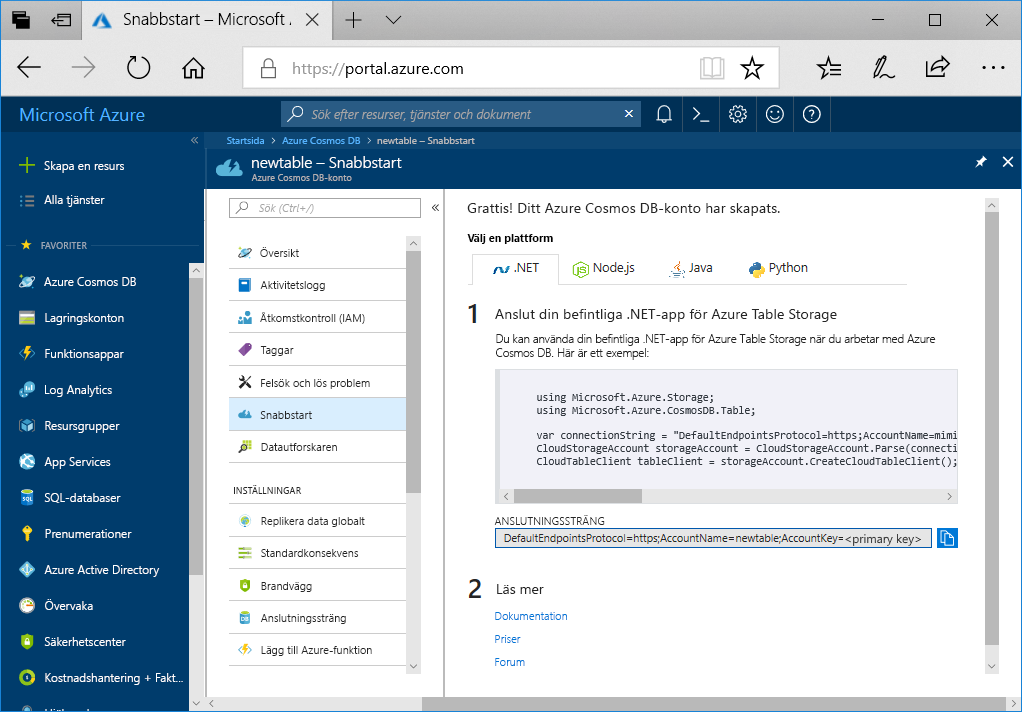 Snabbstart – Microsoft
https://portal.azure.com
Microsoft Azure
Sök efter resurser, tjänster och dokument
Startsida > Azure Cosmos DB > newtable – Snabbstart
newtable – Snabbstart
Azure Cosmos DB-konto
Skapa en resurs
Alla tjänster
FAVORITER
Azure Cosmos DB
Lagringskonton
Funktionsappar
Log Analytics
Resursgrupper
App Services
SQL-databaser
Prenumerationer
Azure Active Directory
Övervaka
Säkerhetscenter
Kostnadshantering + Fakt...
Sök (Ctrl+/)
Översikt
Aktivitetslogg
Åtkomstkontroll (IAM)
Taggar
Felsök och lös problem
Snabbstart
Datautforskaren
INSTÄLLNINGAR
Replikera data globalt
Standardkonsekvens
Brandvägg
Anslutningssträng
Lägg till Azure-funktion
Grattis! Ditt Azure Cosmos DB-konto har skapats.
Välj en plattform
.NET Node.js Java Python
1 Anslut din befintliga .NET-app för Azure Table Storage
Du kan använda din befintliga .NET-app för Azure Table Storage när du arbetar med Azure
Cosmos DB. Här är ett exempel:
using Microsoft.Azure.Storage;
using Microsoft.Azure.CosmosDB.Table;
var connectionString = "DefaultEndpointsProtocol=https;AccountName=mimi
CloudStorageAccount storageAccount = CloudStorageAccount.Parse(connecti
CloudTableClient tableClient = storageAccount.CreateCloudTableClient();
ANSLUTNINGSSTRÄNG
DefaultEndpointsProtocol=https;AccountName=newtable;AccountKey=<primary key>
2 Läs mer
Dokumentation
Priser
Forum